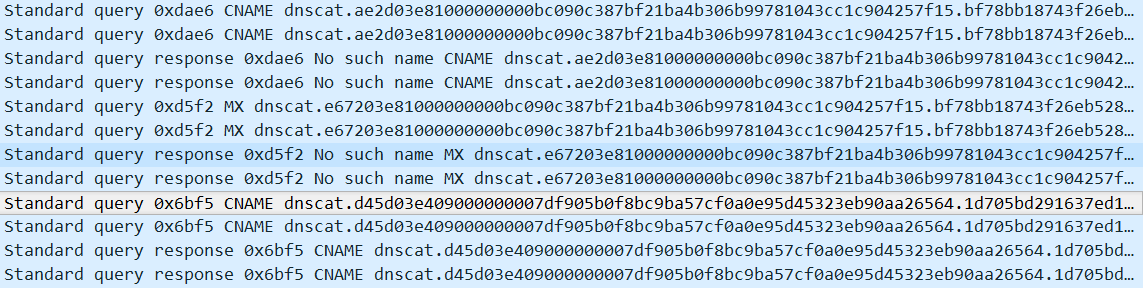 Standard query 0xdae6 CNAME dnscat.ae2d03e81000000000bc090c387bf21ba4b306b99781043cc1c904257f15.bf78bb18743f26eb…
Standard query 0xdae6 CNAME dnscat.ae2d03e81000000000bc090c387bf21ba4b306b99781043cc1c904257f15.bf78bb18743f26eb…
Standard query response 0xdae6 No such name CNAME dnscat.ae2d03e81000000000bc090c387bf21ba4b306b99781043cc1c9042…
Standard query response 0xdae6 No such name CNAME dnscat.ae2d03e81000000000bc090c387bf21ba4b306b99781043cc1c9042…
Standard query 0xd5f2 MX dnscat.e67203e81000000000bc090c387bf21ba4b306b99781043cc1c904257f15.bf78bb18743f26eb528…
Standard query 0xd5f2 MX dnscat.e67203e81000000000bc090c387bf21ba4b306b99781043cc1c904257f15.bf78bb18743f26eb528…
Standard query response 0xd5f2 No such name MX dnscat.e67203e81000000000bc090c387bf21ba4b306b99781043cc1c904257f…
Standard query response 0xd5f2 No such name MX dnscat.e67203e81000000000bc090c387bf21ba4b306b99781043cc1c904257f…
Standard query 0x6bf5 CNAME dnscat.d45d03e409000000007df905b0f8bc9ba57cf0a0e95d45323eb90aa26564.1d705bd291637ed1…
Standard query 0x6bf5 CNAME dnscat.d45d03e409000000007df905b0f8bc9ba57cf0a0e95d45323eb90aa26564.1d705bd291637ed1…
Standard query response 0x6bf5 CNAME dnscat.d45d03e409000000007df905b0f8bc9ba57cf0a0e95d45323eb90aa26564.1d705bd…
Standard query response 0x6bf5 CNAME dnscat.d45d03e409000000007df905b0f8bc9ba57cf0a0e95d45323eb90aa26564.1d705bd…